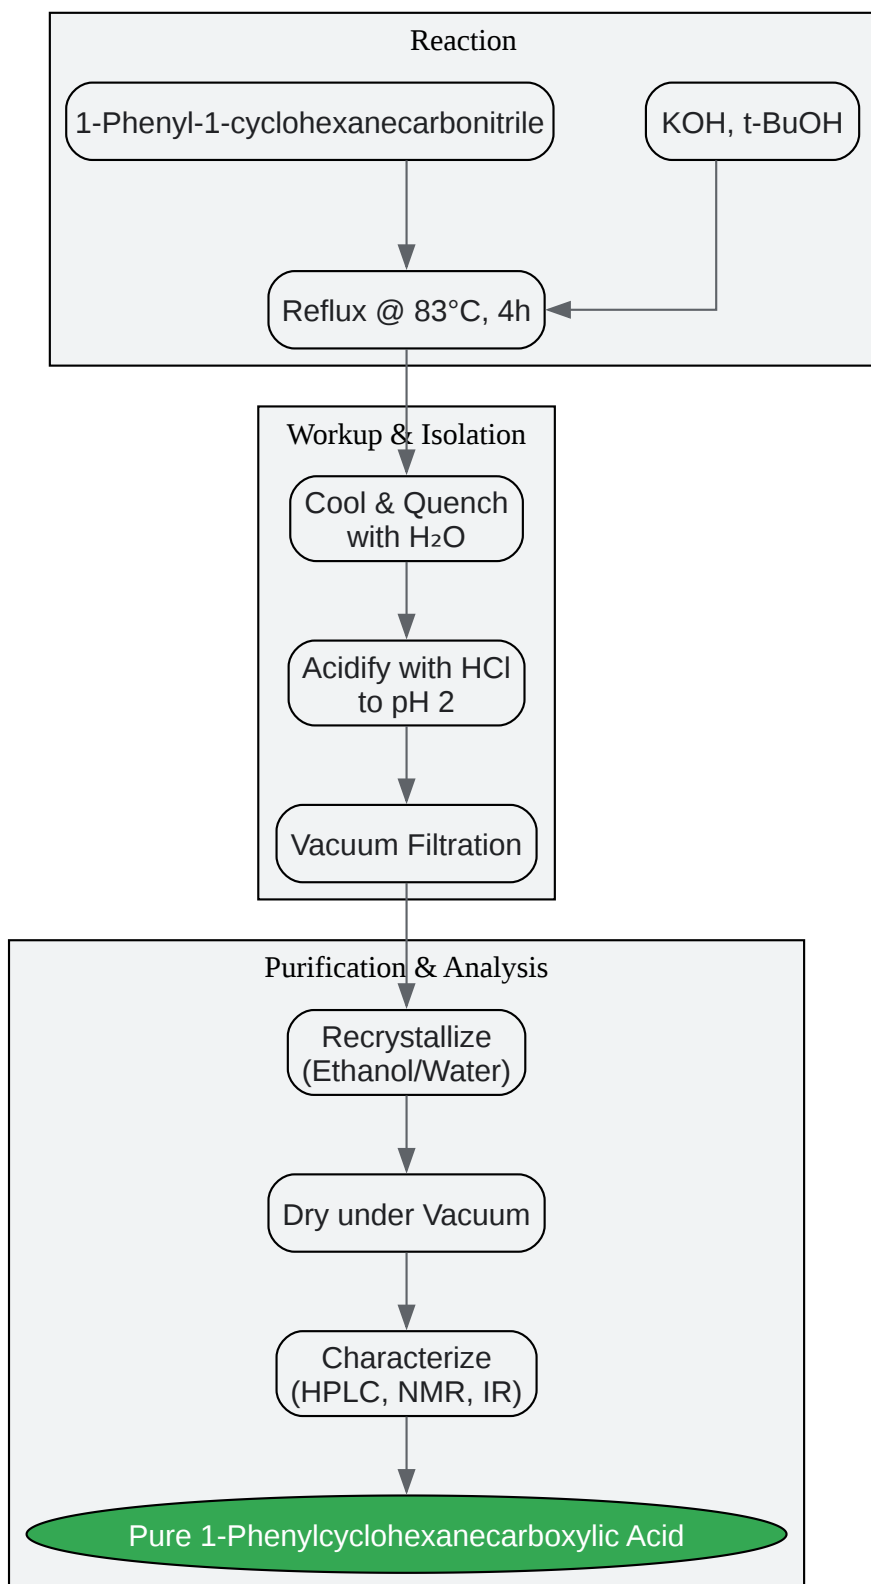 Reaction
1-Phenyl-1-cyclohexanecarbonitrile
KOH, t-BuOH
Reflux @ 83°C, 4h
Workup & Isolation
Cool & Quench
with H₂O
Acidify with HCl
to pH 2
Vacuum Filtration
Purification & Analysis
Recrystallize
(Ethanol/Water)
Dry under Vacuum
Characterize
(HPLC, NMR, IR)
Pure 1-Phenylcyclohexanecarboxylic Acid